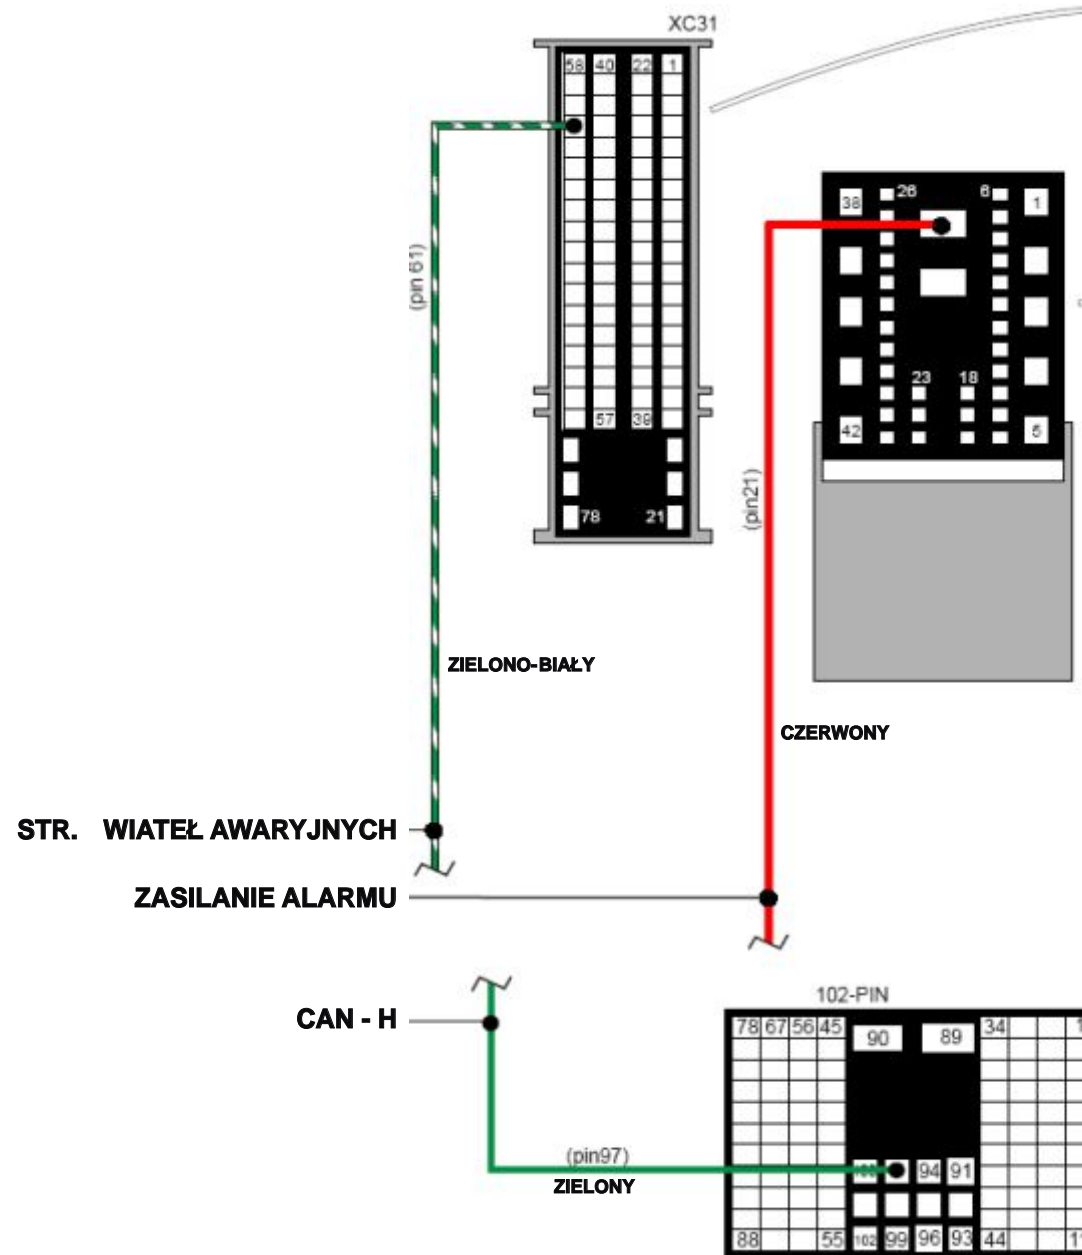 XC31
58 40 22 1
(pin 61)
57 39
78 21
38 26 6 1
23 18
42 5
(pin21)
ZIELONO-BIAŁY
CZERWONY
STR. WIATEŁ AWARYJNYCH
ZASILANIE ALARMU
CAN - H
102-PIN
78 67 56 45 90 89 34
(pin97)
ZIELONY
94 91
88 55 102 99 96 93 44